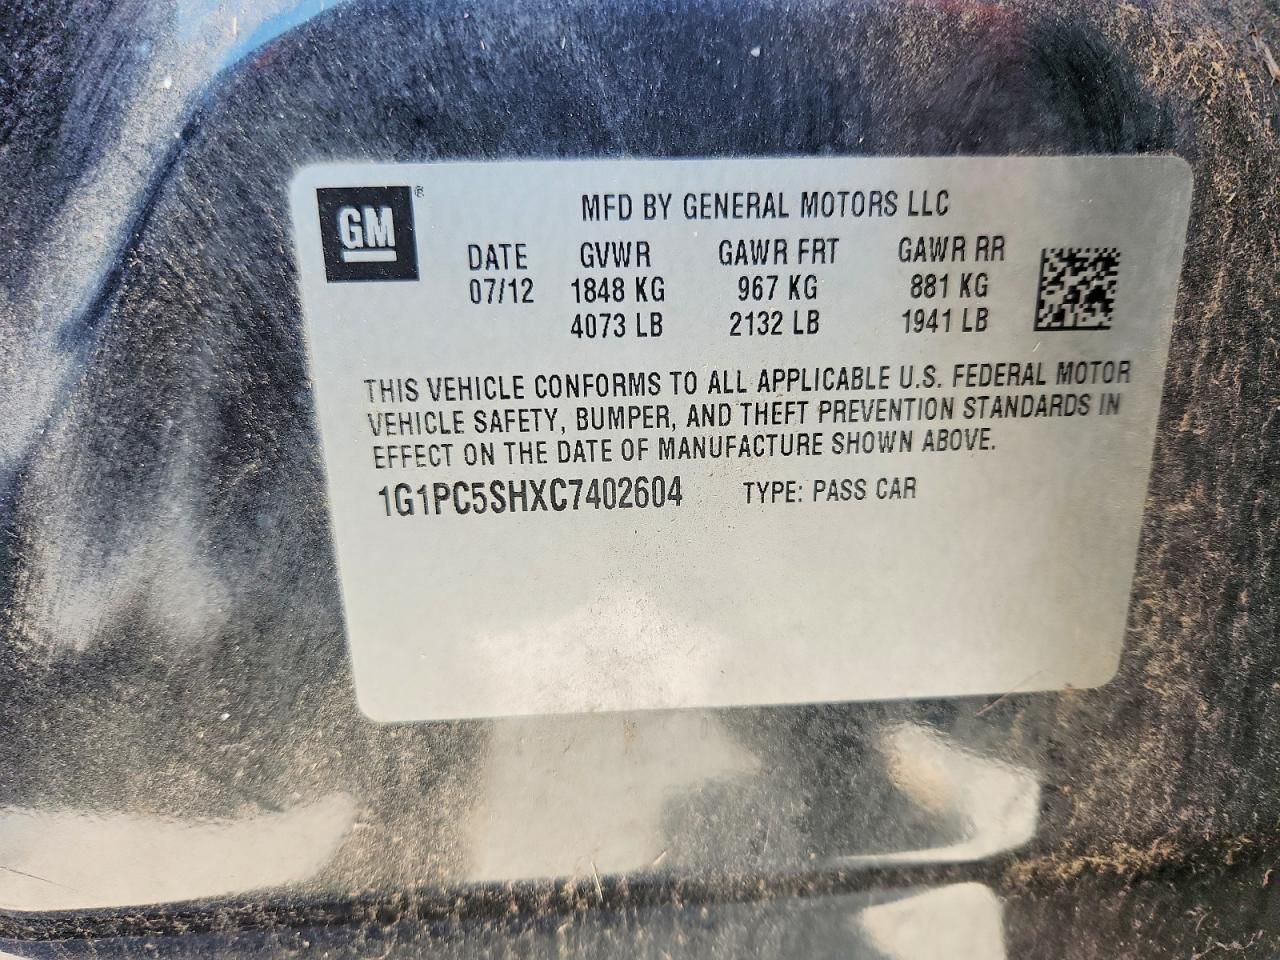 GM®
MFD BY GENERAL MOTORS LLC
DATE GVWR GAWR FRT GAWR RR
07/12 1848 KG 967 KG 881 KG
4073 LB 2132 LB 1941 LB
THIS VEHICLE CONFORMS TO ALL APPLICABLE U.S. FEDERAL MOTOR
VEHICLE SAFETY, BUMPER, AND THEFT PREVENTION STANDARDS IN
EFFECT ON THE DATE OF MANUFACTURE SHOWN ABOVE.
1G1PC5SHXC7402604 TYPE: PASS CAR